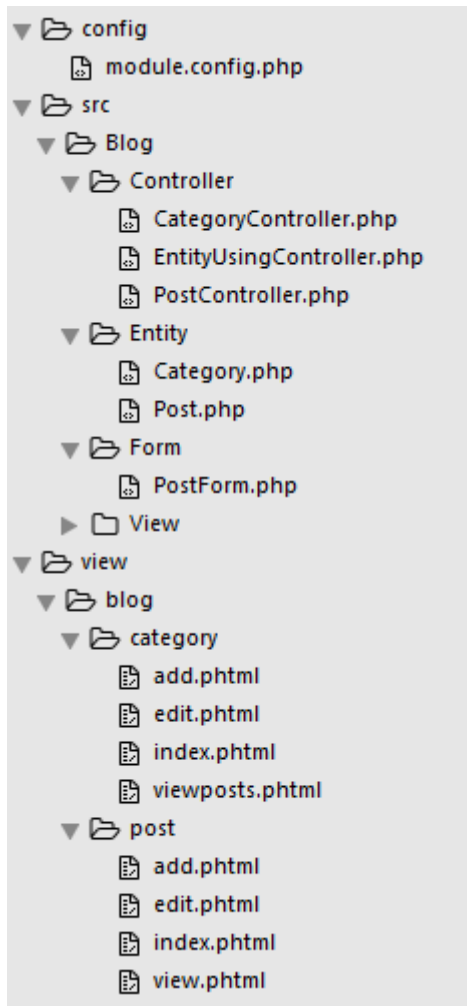 config
module.config.php
src
Blog
Controller
CategoryController.php
EntityUsingController.php
PostController.php
Entity
Category.php
Post.php
Form
PostForm.php
View
view
blog
category
add.phtml
edit.phtml
index.phtml
viewposts.phtml
post
add.phtml
edit.phtml
index.phtml
view.phtml